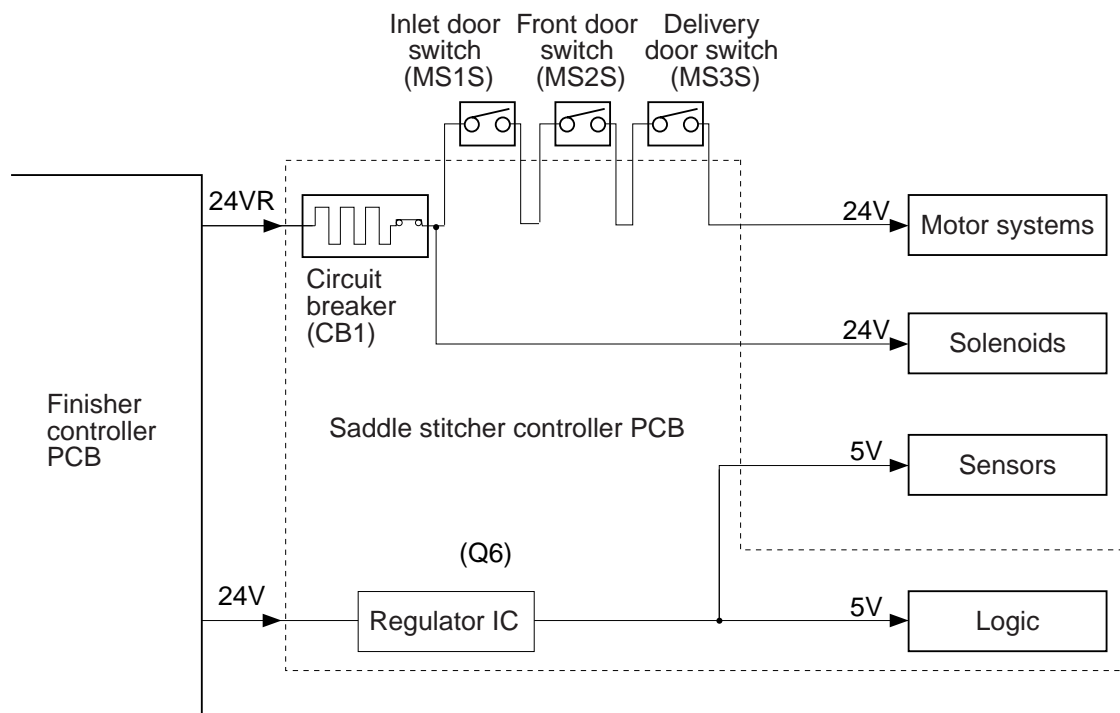 Inlet door
switch
(MS1S)
Front door
switch
(MS2S)
Delivery
door switch
(MS3S)
24VR
Circuit
breaker
(CB1)
24V
Motor systems
24V
Solenoids
Finisher
controller
PCB
Saddle stitcher controller PCB
5V
Sensors
(Q6)
24V
Regulator IC
5V
Logic